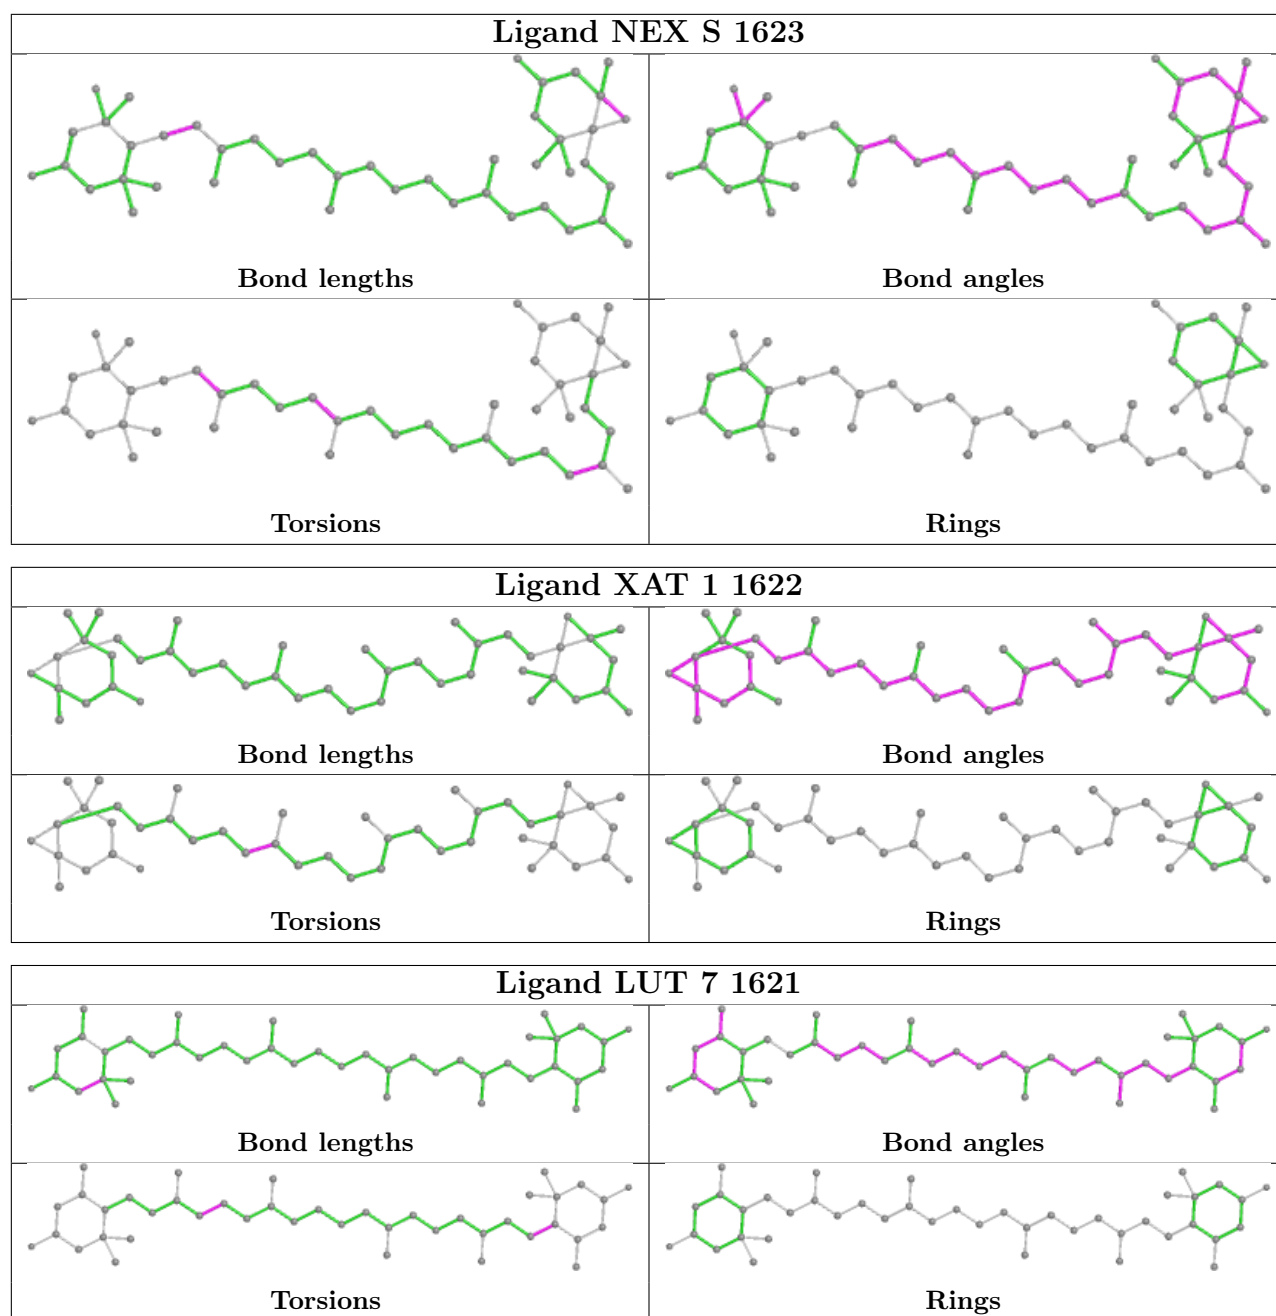 Ligand NEX S 1623
Bond lengths
Bond angles
Torsions
Rings
Ligand XAT 1 1622
Bond lengths
Bond angles
Torsions
Rings
Ligand LUT 7 1621
Bond lengths
Bond angles
Torsions
Rings